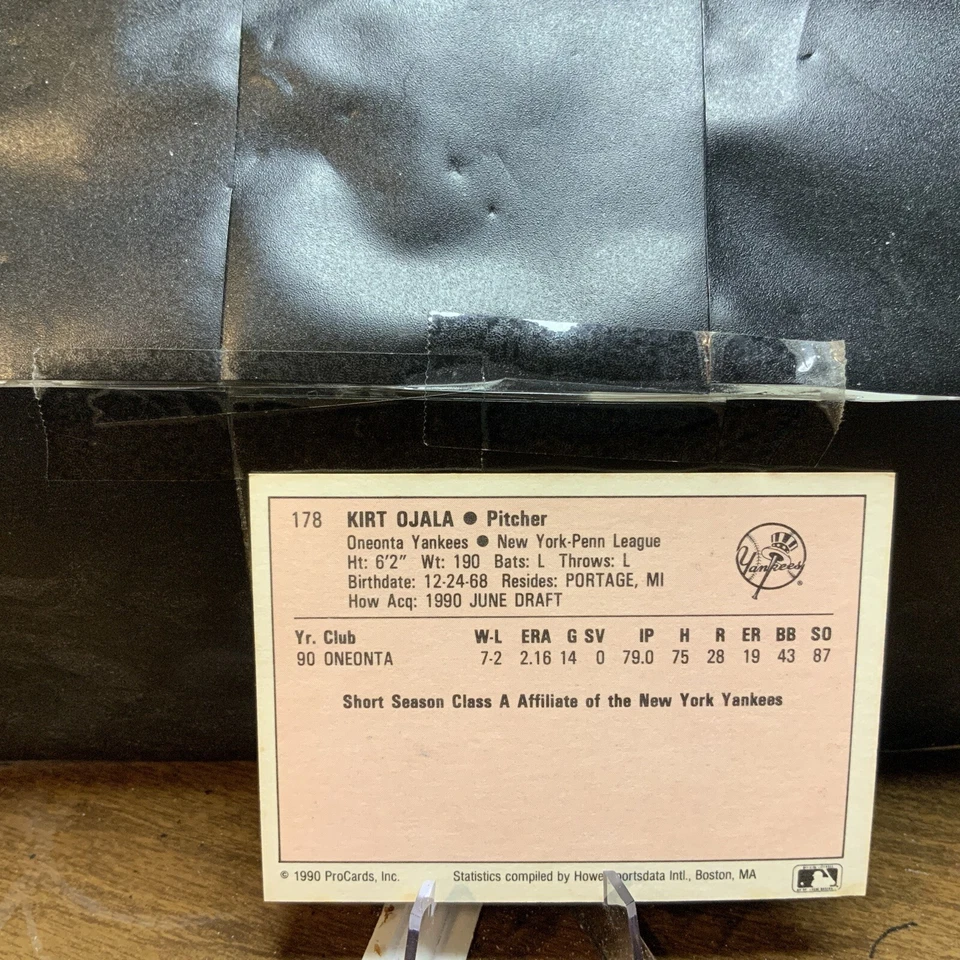 178 KIRT OJALA ● Pitcher
Oneonta Yankees ● New York-Penn League
Ht: 6'2" Wt: 190 Bats: L Throws: L
Birthdate: 12-24-68 Resides: PORTAGE, MI
How Acq: 1990 JUNE DRAFT
Yankees
Yr. Club W-L ERA G SV IP H R ER BB SO
90 ONEONTA 7-2 2.16 14 0 79.0 75 28 19 43 87
Short Season Class A Affiliate of the New York Yankees
© 1990 ProCards, Inc. Statistics compiled by Intl., Boston, MA